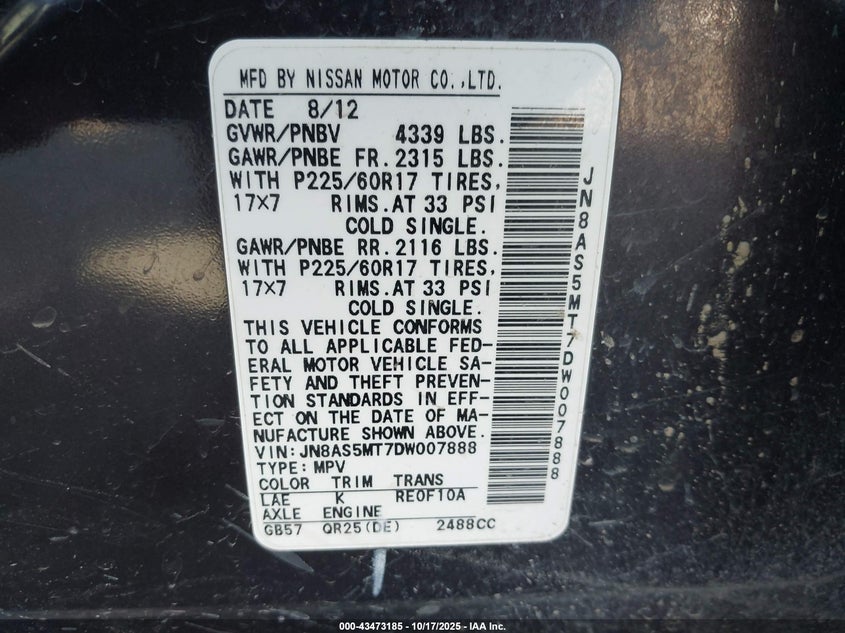 MFD BY NISSAN MOTOR CO.,LTD.
DATE 8/12
GVWR/PNBV 4339 LBS.
GAWR/PNBE FR.2315 LBS.
WITH P225/60R17 TIRES,
17×7 RIMS.AT 33 PSI
COLD SINGLE.
GAWR/PNBE RR.2116 LBS.
WITH P225/60R17 TIRES,
17×7 RIMS.AT 33 PSI
COLD SINGLE.
THIS VEHICLE CONFORMS
TO ALL APPLICABLE FED-
ERAL MOTOR VEHICLE SA-
FETY AND THEFT PREVEN-
TION STANDARDS IN EFF-
ECT ON THE DATE OF MA-
NUFACTURE SHOWN ABOVE.
VIN:JN8AS5MT7DW007888
TYPE:MPV
COLOR TRIM TRANS
LAE K RE0F10A
AXLE ENGINE
GB57 QR25(DE) 2488CC
JN8AS5MT7DW007888
000-43473185 - 10/17/2025 - IAA Inc.